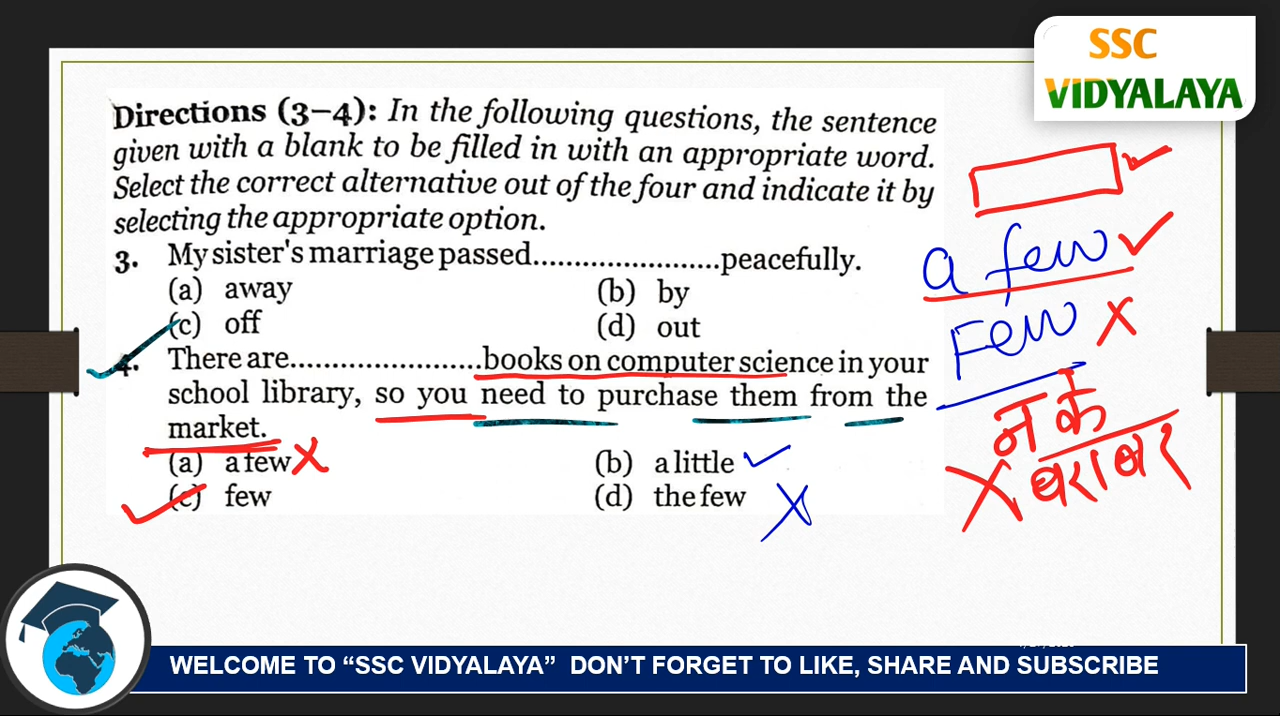 SSC
VIDYALAYA
Directions (3–4): In the following questions, the sentence
given with a blank to be filled in with an appropriate word.
Select the correct alternative out of the four and indicate it by
selecting the appropriate option.
3. My sister's marriage passed.......................peacefully.
(a) away (b) by
(c) off (d) out
4. There are.......................books on computer science in your
school library, so you need to purchase them from the
market.
(a) a few (b) a little
(c) few (d) the few
a few
Few
न के
बराबर
WELCOME TO “SSC VIDYALAYA” DON’T FORGET TO LIKE, SHARE AND SUBSCRIBE